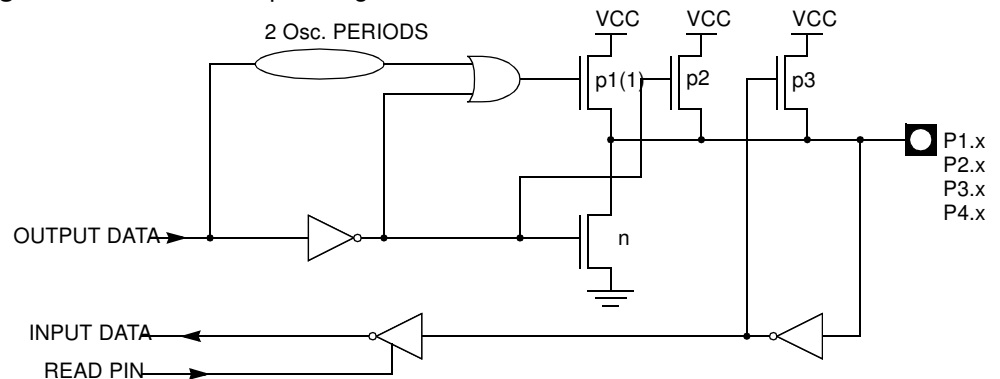 2 Osc. PERIODS
VCC
VCC
VCC
p1(1)
p2
p3
P1.x
P2.x
P3.x
P4.x
OUTPUT DATA
n
INPUT DATA
READ PIN